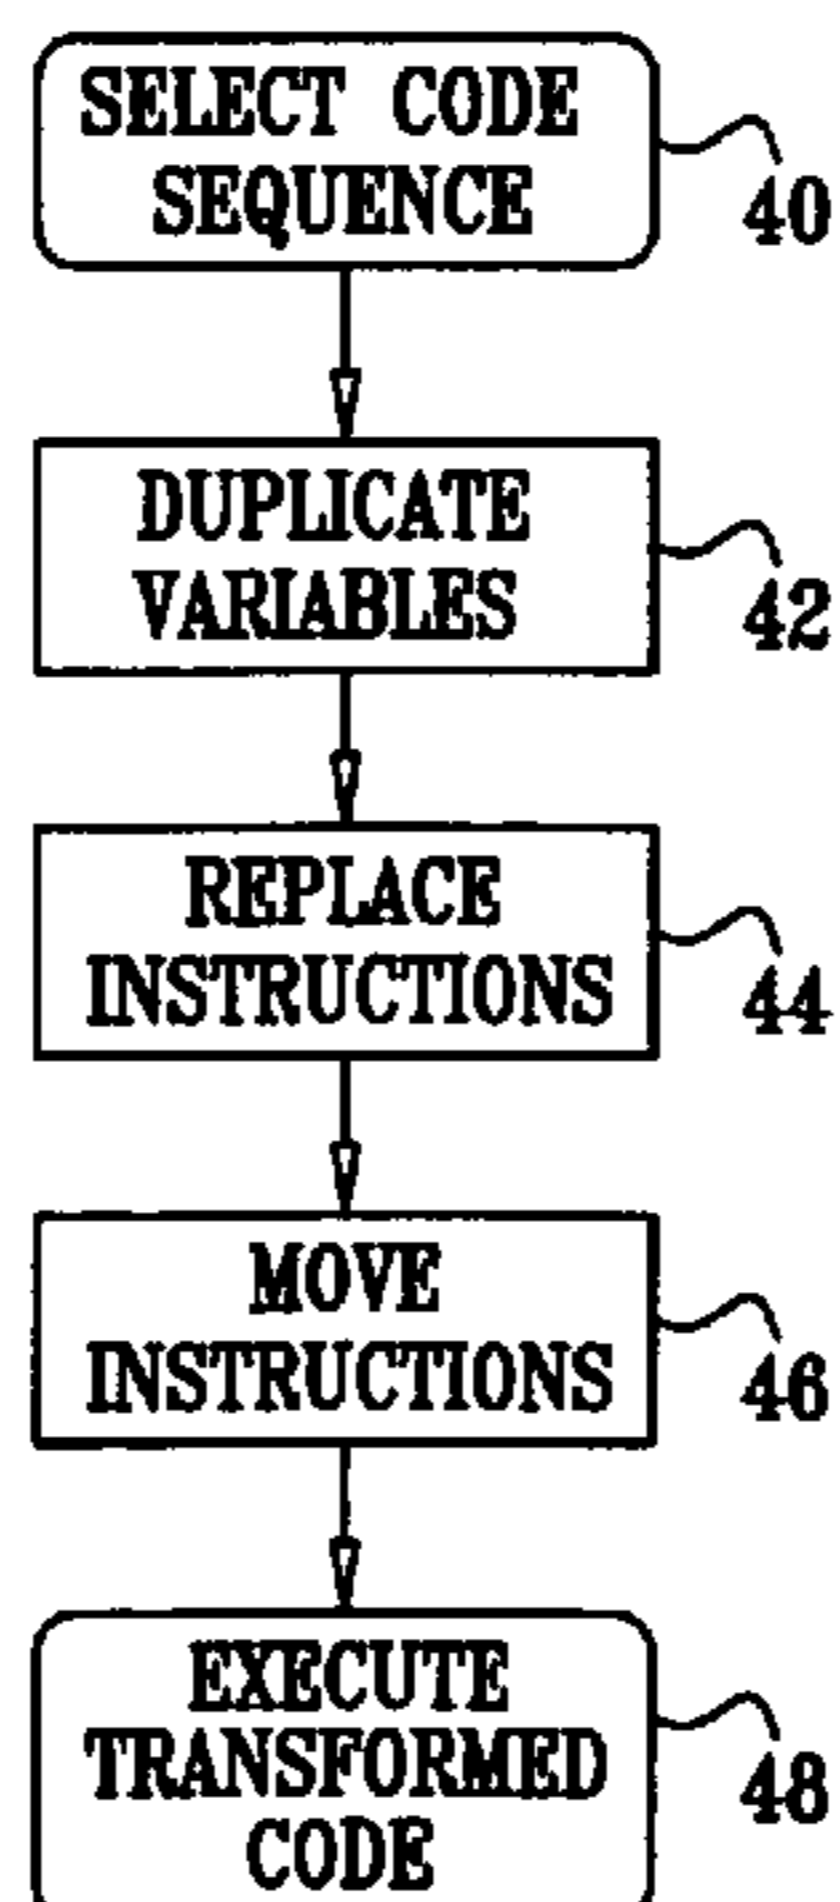 SELECT CODE
SEQUENCE
40
DUPLICATE
VARIABLES
42
REPLACE
INSTRUCTIONS
44
MOVE
INSTRUCTIONS
46
EXECUTE
TRANSFORMED
CODE
48